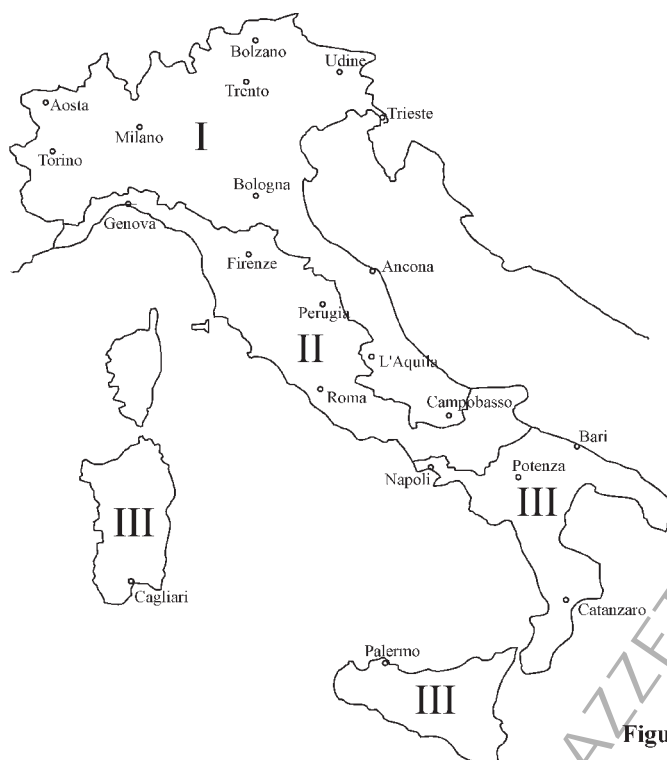 Bolzano
Udine
Trento
Aosta
Trieste
Milano
I
Torino
Bologna
Genova
Ancona
Firenze
Perugia
II
L'Aquila
Roma
Campobasso
Bari
Napoli
Potenza
III
III
Cagliari
Catanzaro
Palermo
III
AZZET
Figu